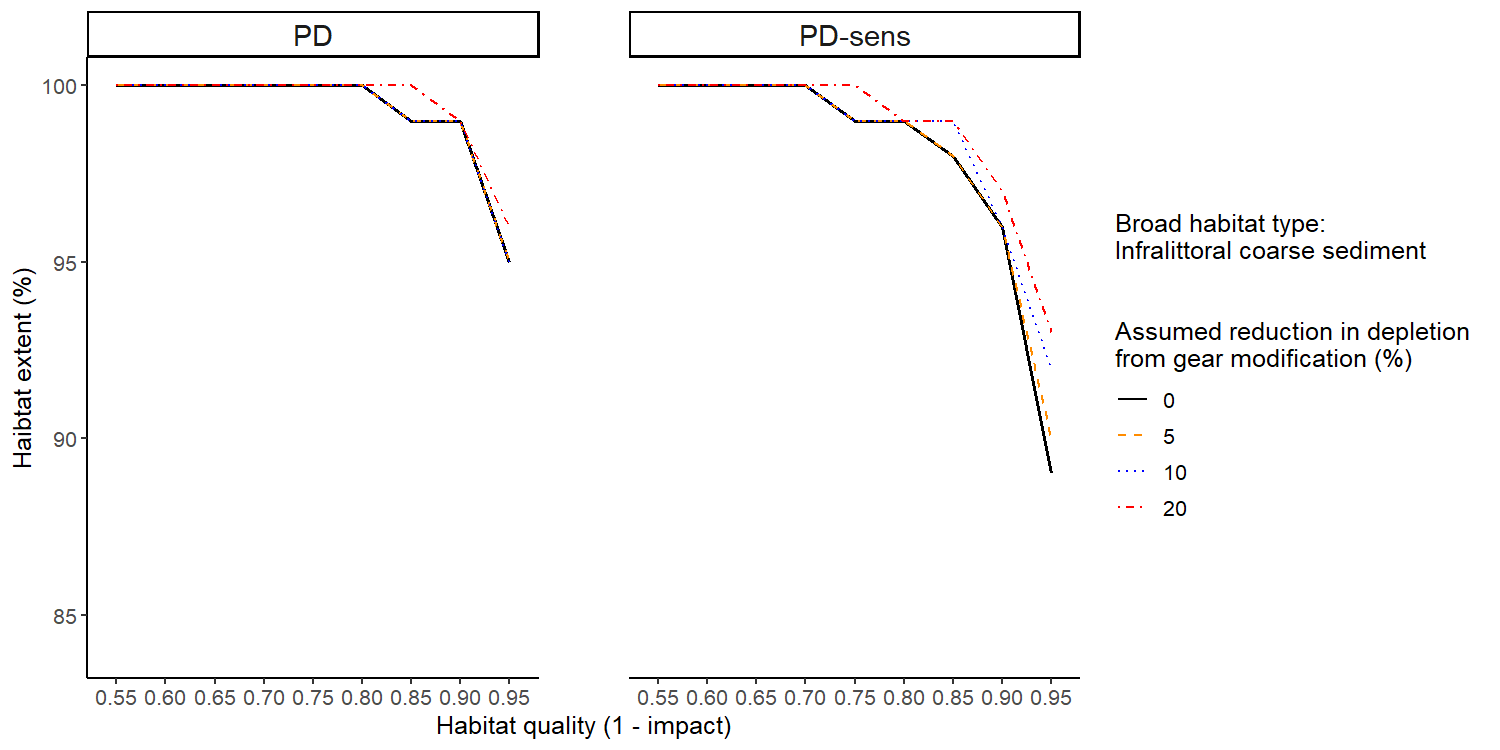 PD
PD-sens
100
95
90
85
Haibtat extent (%)
0.55 0.60 0.65 0.70 0.75 0.80 0.85 0.90 0.95
0.55 0.60 0.65 0.70 0.75 0.80 0.85 0.90 0.95
Habitat quality (1 - impact)
Broad habitat type:
Infralittoral coarse sediment
Assumed reduction in depletion
from gear modification (%)
0
5
10
20